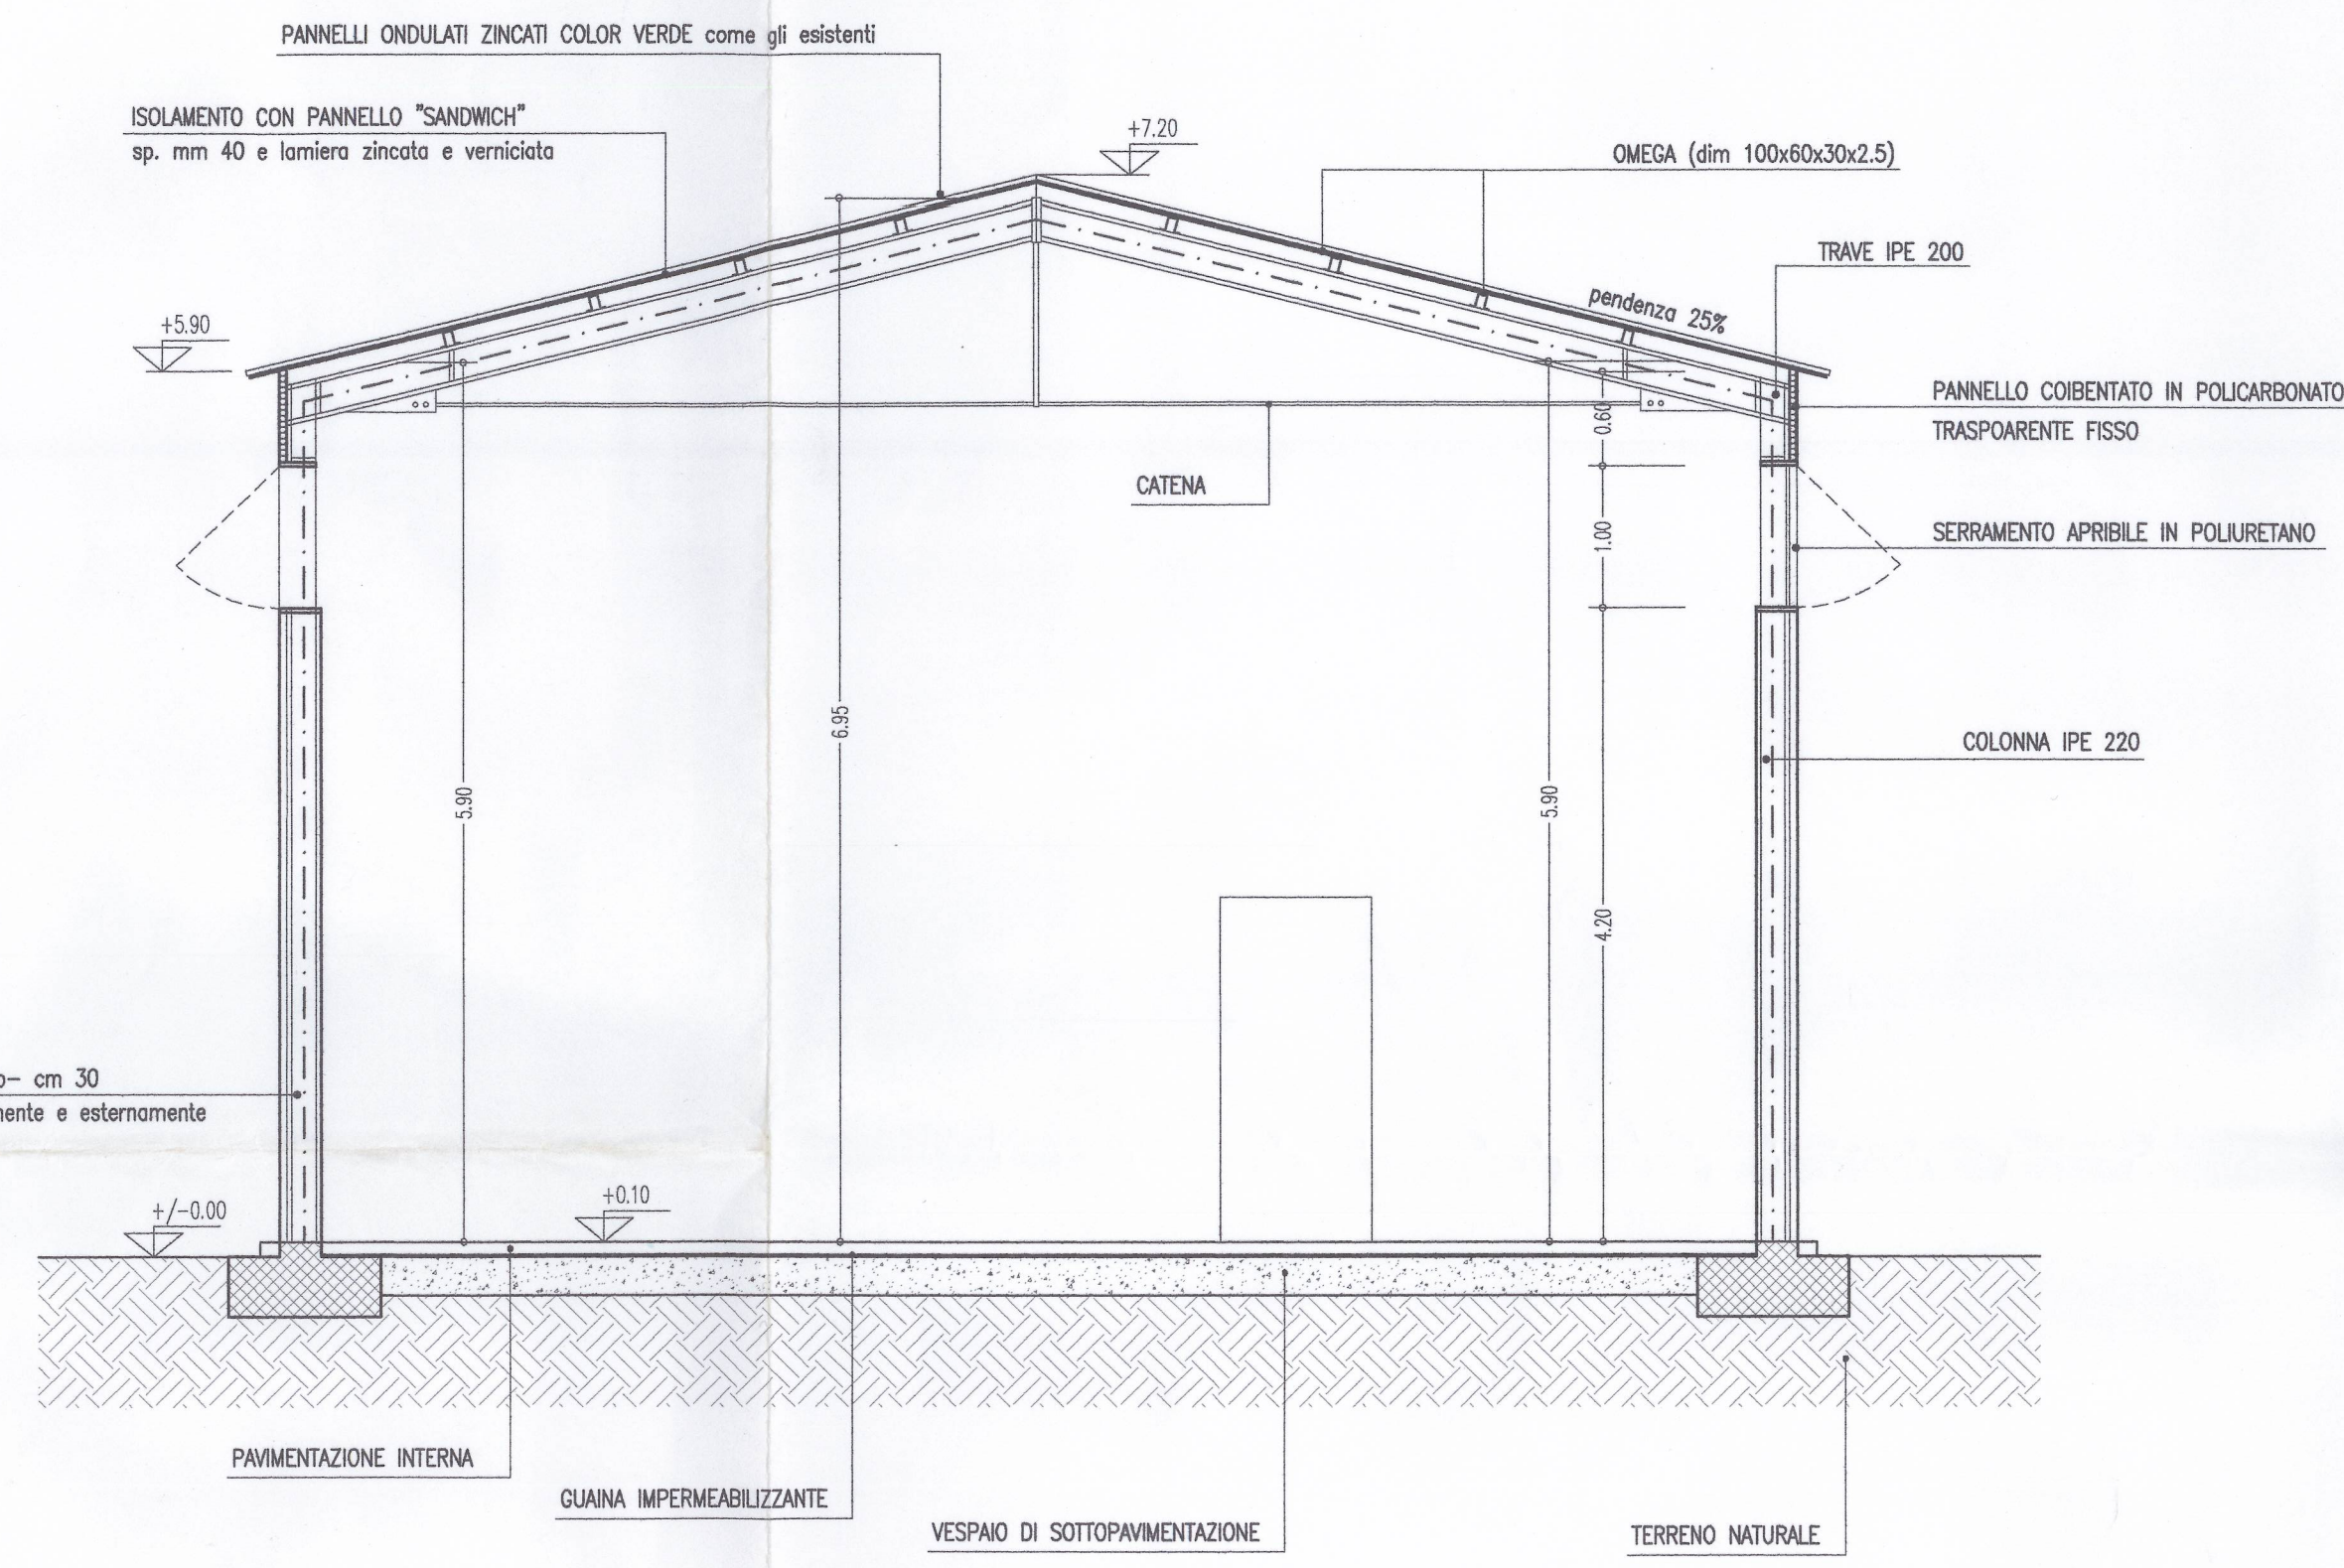 PANNELLI ONDULATI ZINCATI COLOR VERDE come gli esistenti
ISOLAMENTO CON PANNELLO "SANDWICH"
sp. mm 40 e lamiera zincata e verniciata
+7.20
OMEGA (dim 100x60x30x2.5)
TRAVE IPE 200
pendenza 25%
+5.90
PANNELLO COIBENTATO IN POLICARBONATO
TRASPOARENTE FISSO
0.60
CATENA
1.00
SERRAMENTO APRIBILE IN POLIURETANO
6.95
COLONNA IPE 220
5.90
5.90
4.20
- cm 30
mente e esternamente
+/-0.00
+0.10
PAVIMENTAZIONE INTERNA
GUAINA IMPERMEABILIZZANTE
VESPAIO DI SOTTOPAVIMENTAZIONE
TERRENO NATURALE